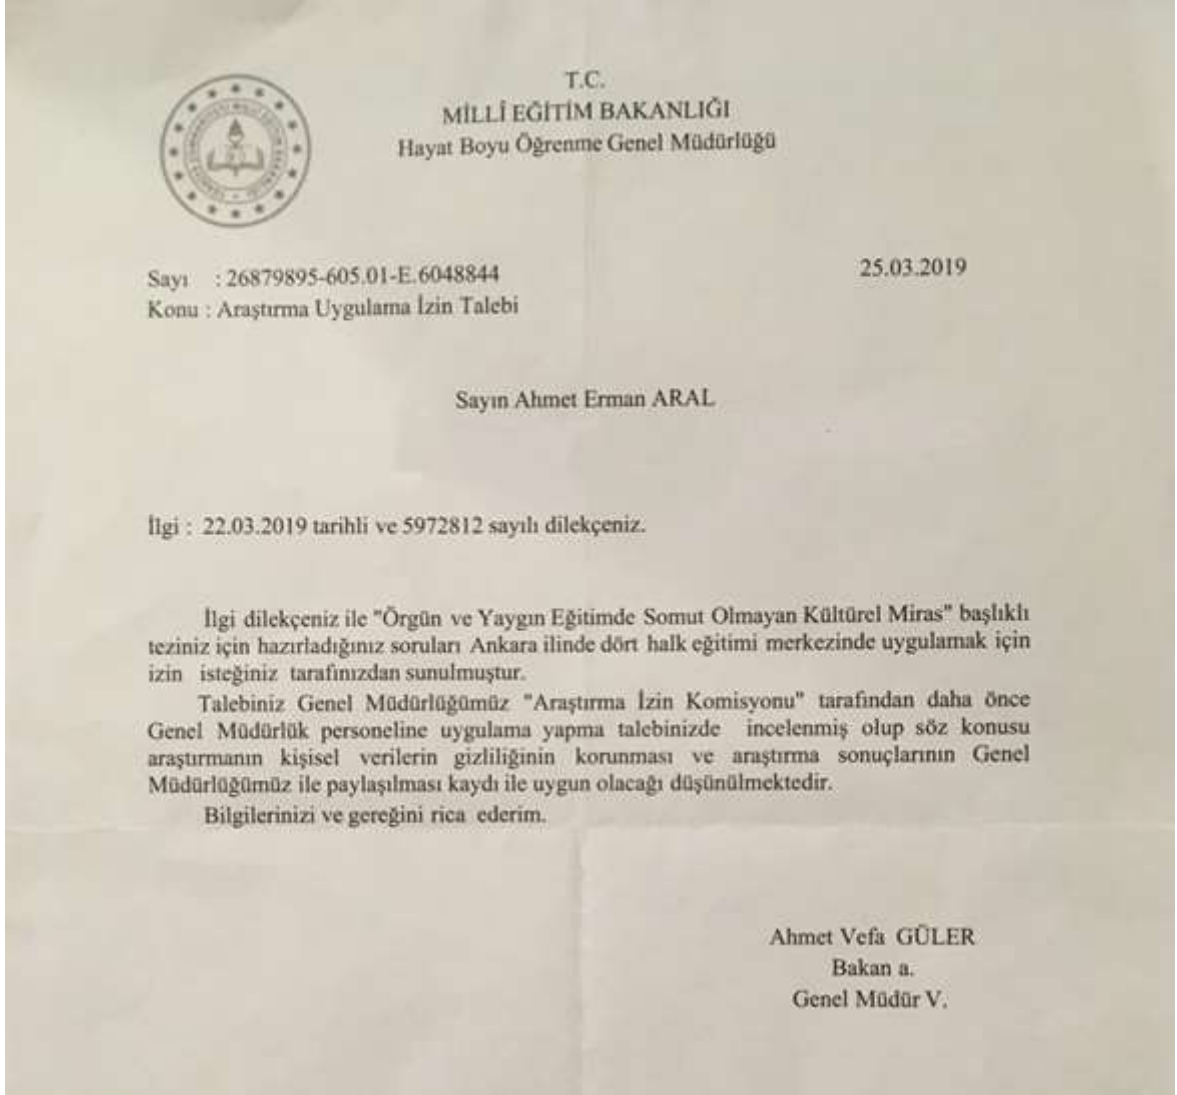 T.C.
MİLLÎ EĞİTİM BAKANLIĞI
Hayat Boyu Öğrenme Genel Müdürlüğü
Sayı : 26879895-605.01-E.6048844
25.03.2019
Konu : Araştırma Uygulama İzin Talebi
Sayın Ahmet Erman ARAL
İlgi : 22.03.2019 tarihli ve 5972812 sayılı dilekçeniz.
İlgi dilekçeniz ile "Örgün ve Yaygın Eğitimde Somut Olmayan Kültürel Miras" başlıklı
teziniz için hazırladığınız soruları Ankara ilinde dört halk eğitimi merkezinde uygulamak için
izin isteğiniz tarafınızdan sunulmuştur.
Talebiniz Genel Müdürlüğümüz "Araştırma İzin Komisyonu" tarafından daha önce
Genel Müdürlük personeline uygulama yapma talebinizde incelenmiş olup söz konusu
araştırmanın kişisel verilerin gizliliğinin korunması ve araştırma sonuçlarının Genel
Müdürlüğümüz ile paylaşılması kaydı ile uygun olacağı düşünülmektedir.
Bilgilerinizi ve gereğini rica ederim.
Ahmet Vefa GÜLER
Bakan a.
Genel Müdür V.